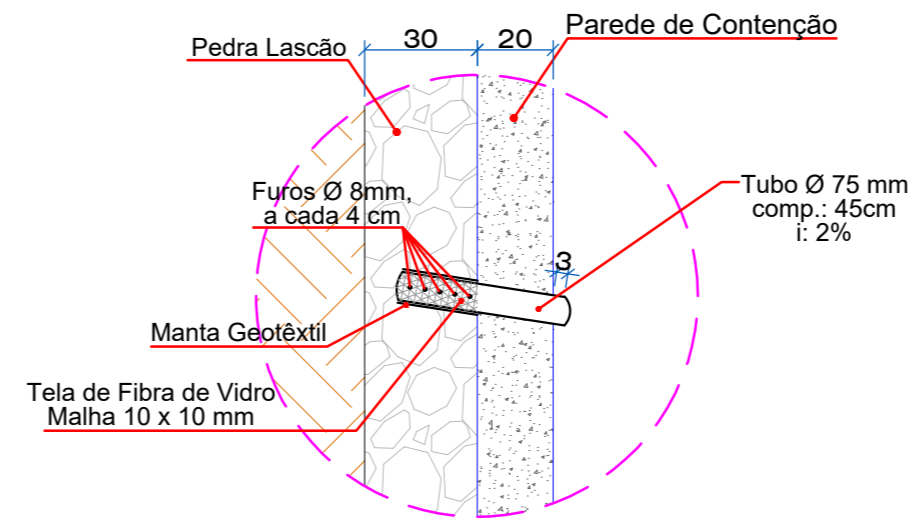 30
20
Parede de Contenção
Pedra Lascão
Furos Ø 8mm,
a cada 4 cm
Tubo Ø 75 mm
comp.: 45cm
i: 2%
3
Manta Geotêxtil
Tela de Fibra de Vidro
Malha 10 x 10 mm